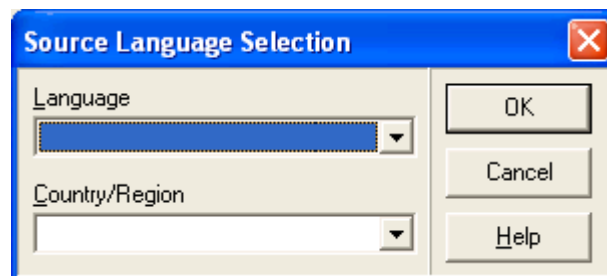 Source Language Selection
Language
OK
Cancel
Country/Region
Help